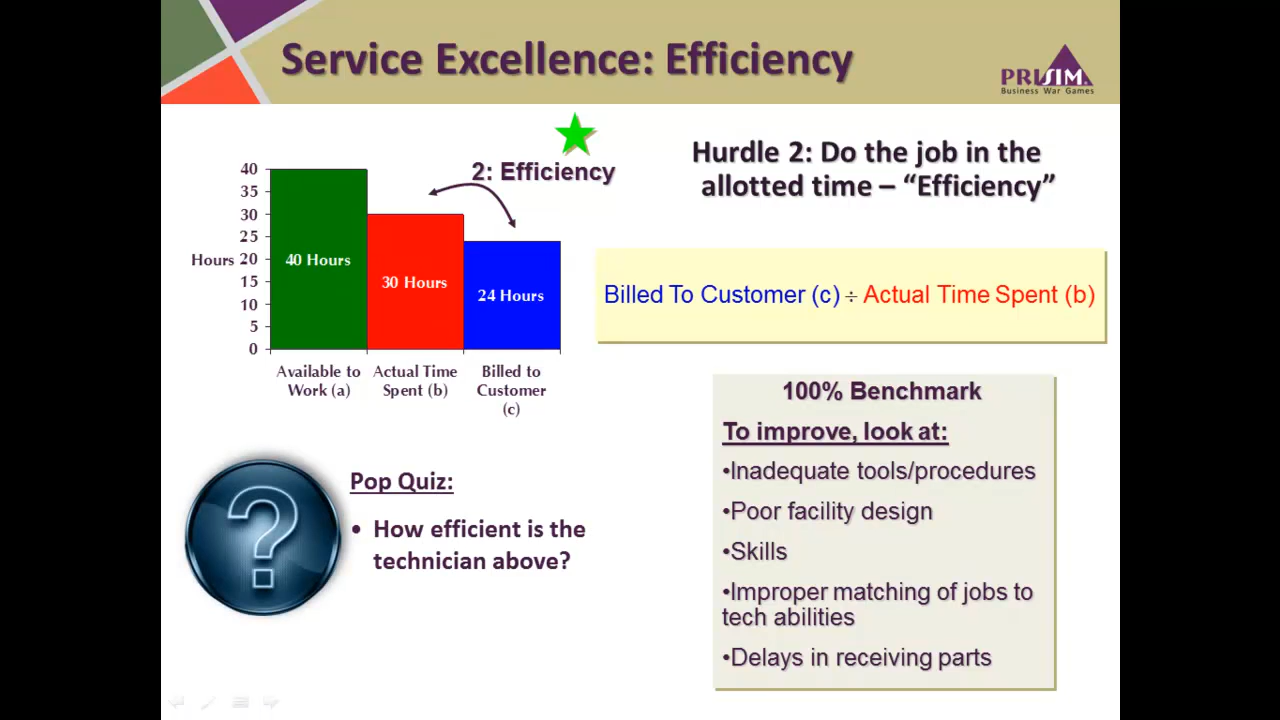 Service Excellence: Efficiency
PRISIM.
Business War Games
2: Efficiency
40
35
30
25
Hours 20
15
10
5
0
40 Hours
30 Hours
24 Hours
Available to
Work (a)
Actual Time
Spent (b)
Billed to
Customer
(c)
Hurdle 2: Do the job in the
allotted time – “Efficiency”
Billed To Customer (c) ÷ Actual Time Spent (b)
Pop Quiz:
• How efficient is the
technician above?
100% Benchmark
To improve, look at:
•Inadequate tools/procedures
•Poor facility design
•Skills
•Improper matching of jobs to
tech abilities
•Delays in receiving parts